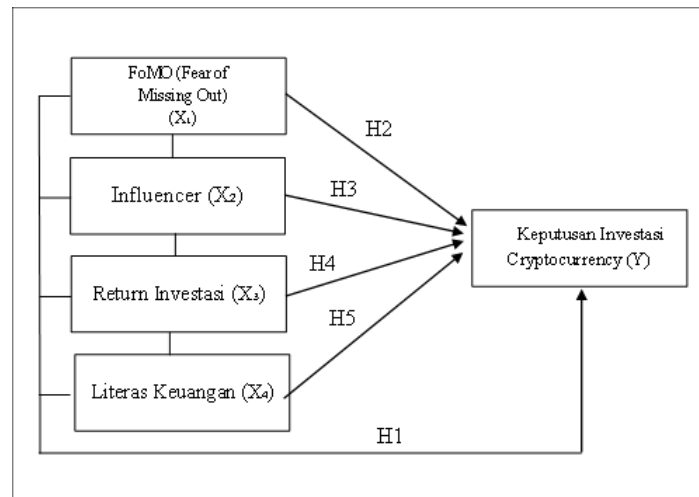 FoMO (Fear of
Missing Out)
(X₁)
H2
Influencer (X₂)
H3
Keputusan Investasi
Cryptocurrency (Y)
Return Investasi (X₃)
H4
H5
Literas Keuangan (X₄)
H1